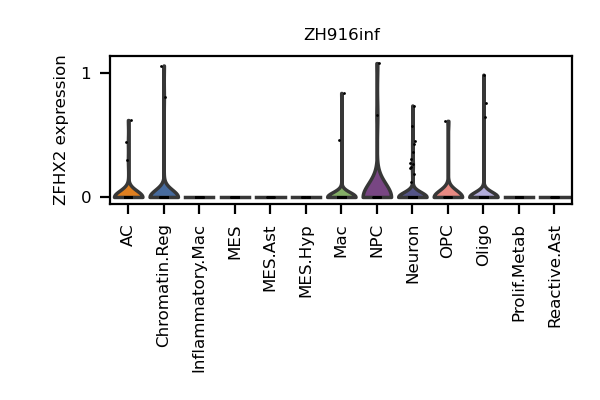 ZH916inf
ZFHX2 expression
1
0
AC
Chromatin.Reg
Inflammatory.Mac
MES
MES.Ast
MES.Hyp
Mac
NPC
Neuron
OPC
Oligo
Prolif.Metab
Reactive.Ast